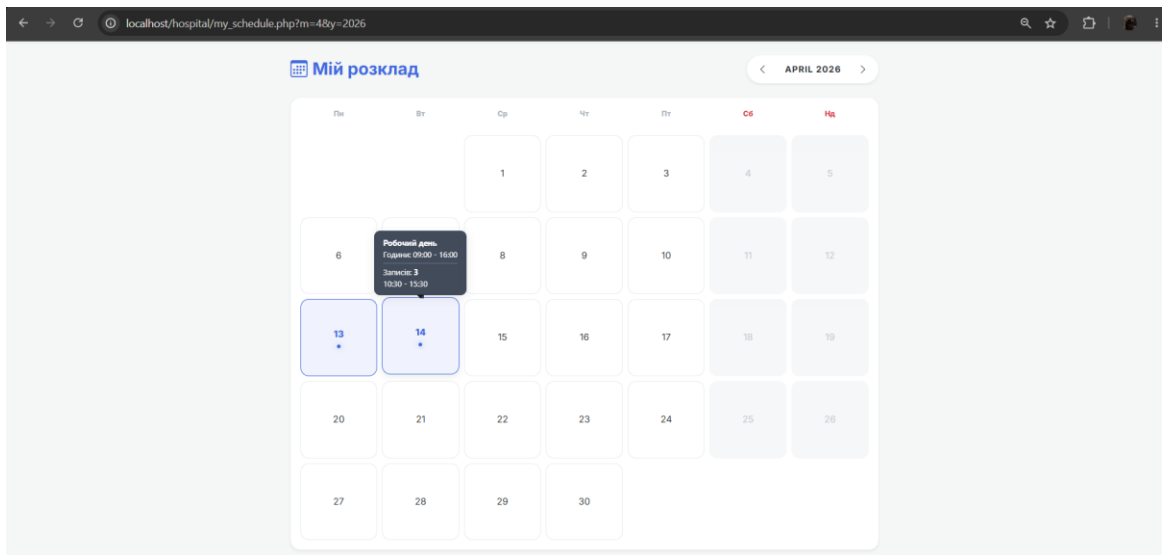 localhost/hospital/my_schedule.php?m=4&y=2026
Мій розклад
APRIL 2026
Пн Вт Ср Чт Пт Сб Нд
1 2 3 4 5
6 8 9 10 11 12
Робочий день
Години: 09:00 - 16:00
Записів: 3
10:30 - 15:30
13 14 15 16 17 18 19
20 21 22 23 24 25 26
27 28 29 30